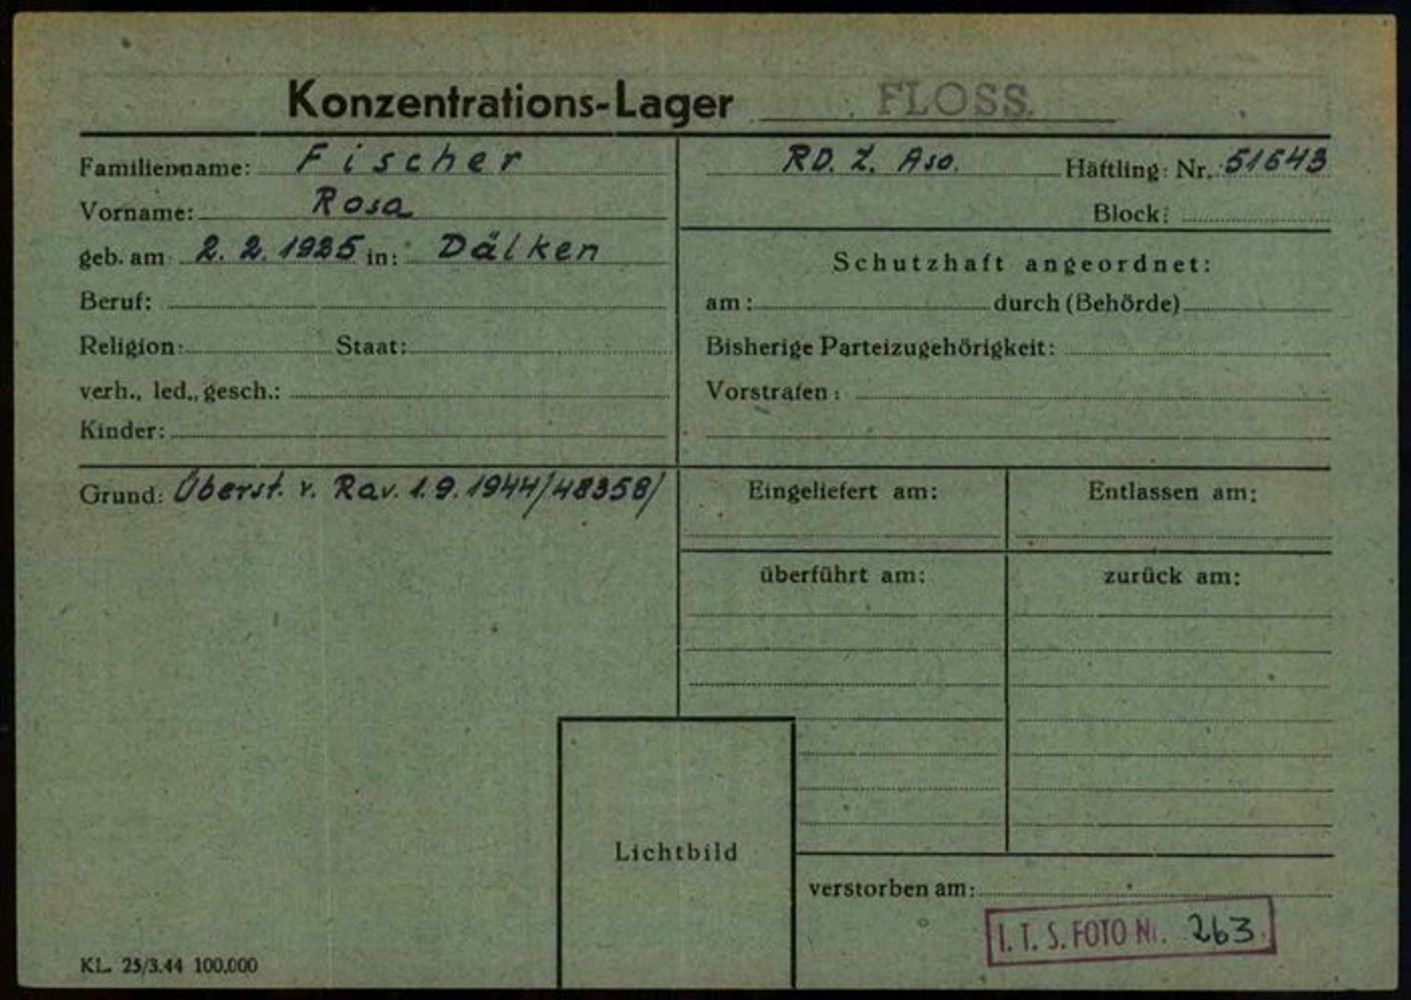 Konzentrations-Lager FLOSS.
Familienname: Fischer
Vorname: Rosa
geb. am 2. 2. 1925 in: Dälken
Beruf:
Religion: Staat:
verh., led., gesch.:
Kinder:
RD. Z. Aso. Häftling: Nr. 51643
Block:
Schutzhaft angeordnet:
am: durch (Behörde)
Bisherige Parteizugehörigkeit:
Vorstrafen:
Grund: Überst. v. Rav. 1. 9. 1944/48358/
Eingeliefert am: Entlassen am:
überführt am: zurück am:
Lichtbild
verstorben am:
I. T. S. FOTO Nr. 263
KL. 25/3.44 100.000